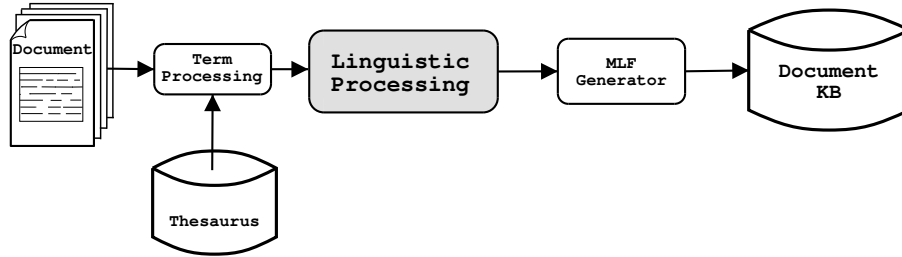 Document
Term
Processing
Linguistic
Processing
MLF
Generator
Document
KB
Thesaurus